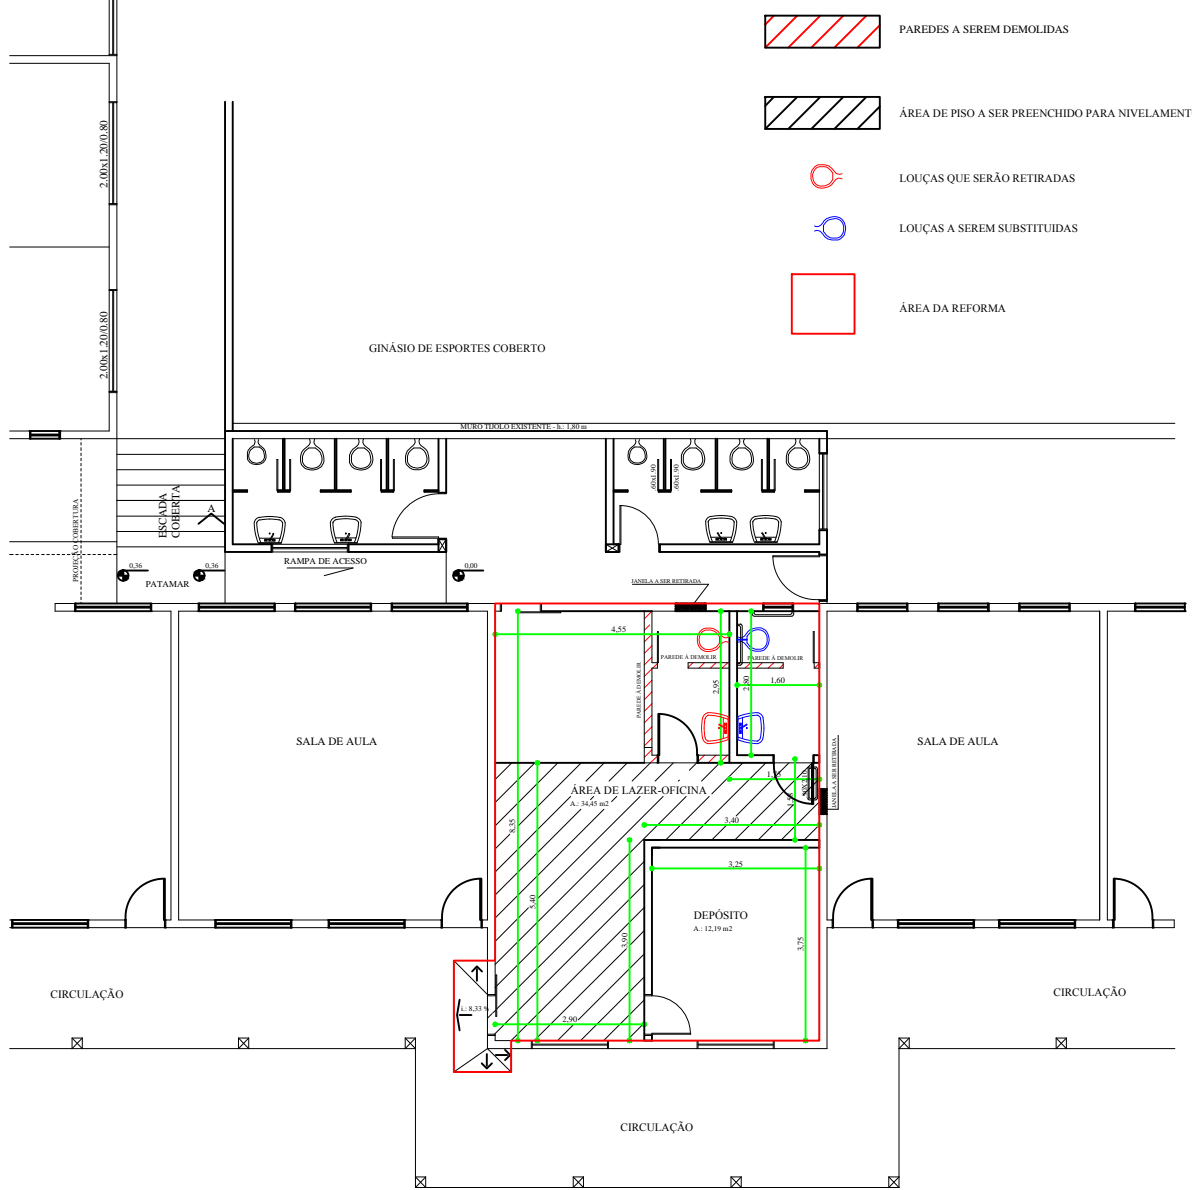 PAREDES A SEREM DEMOLIDAS
ÁREA DE PISO A SER PREENCHIDO PARA NIVELAMENT
LOUÇAS QUE SERÃO RETIRADAS
LOUÇAS A SEREM SUBSTITUIDAS
ÁREA DA REFORMA
2.00x1.20/0.80
2.00x1.20/0.80
GINÁSIO DE ESPORTES COBERTO
MURO TIJOLO EXISTENTE - h.: 1,80 m
.60x1.90
.60x1.90
PROJEÇÃO COBERTURA
ESCADA
COBERTA
A
RAMPA DE ACESSO
0,36
0,36
0,00
PATAMAR
JANELA A SER RETIRADA
4,55
PAREDE À DEMOLIR
PAREDE À DEMOLIR
PAREDE À DEMOLIR
2,95
2,80
1,60
SALA DE AULA
SALA DE AULA
JANELA A SER RETIRADA
ÁREA DE LAZER-OFICINA
A.: 34,45 m2
8,35
3,40
3,25
5,40
3,90
DEPÓSITO
A.: 12,19 m2
3,75
CIRCULAÇÃO
CIRCULAÇÃO
i.: 8,33 %
2,90
CIRCULAÇÃO